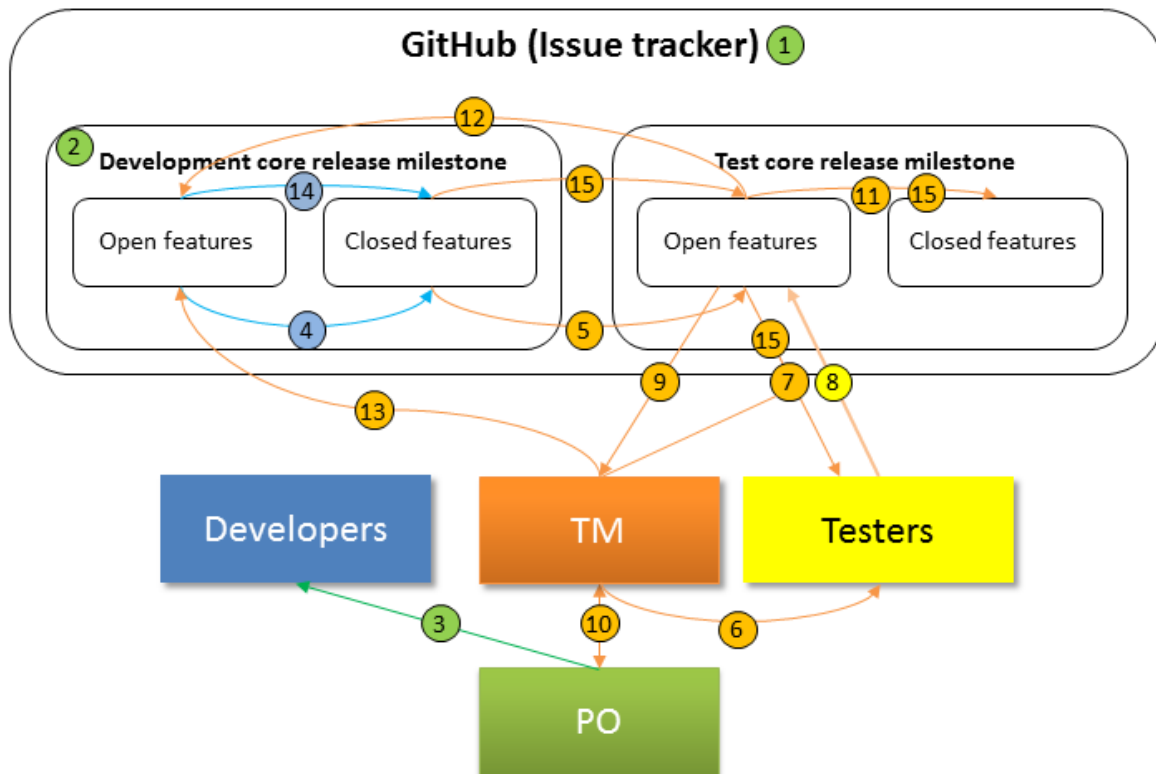 GitHub (Issue tracker) 1
12
2
Development core release milestone
Test core release milestone
14
15
11
15
Open features
Closed features
Open features
Closed features
4
5
15
9
7
8
13
Developers
TM
Testers
3
10
6
PO